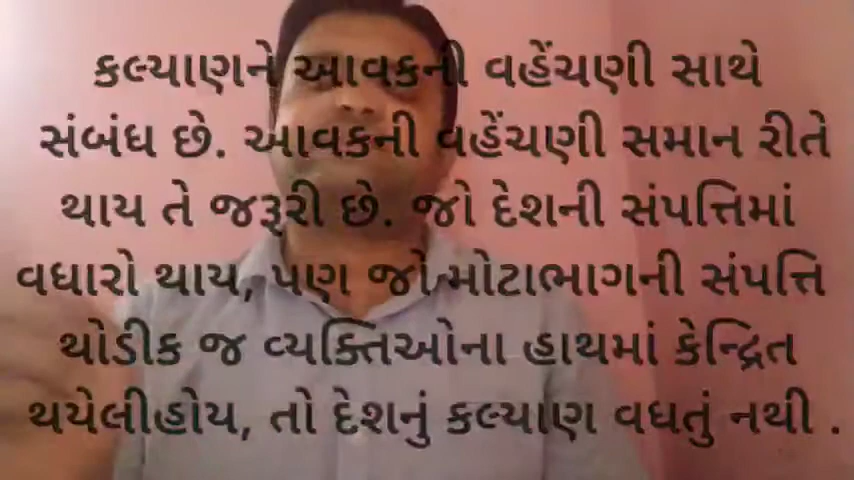 કલ્યાણને આવકની વહેંચણી સાથે
સંબંધ છે. આવકની વહેંચણી સમાન રીતે
થાય તે જરૂરી છે. જો દેશની સંપત્તિમાં
વધારો થાય, પણ જો મોટાભાગની સંપત્તિ
થોડીક જ વ્યક્તિઓના હાથમાં કેન્દ્રિત
થયેલીહોય, તો દેશનું કલ્યાણ વધતું નથી .